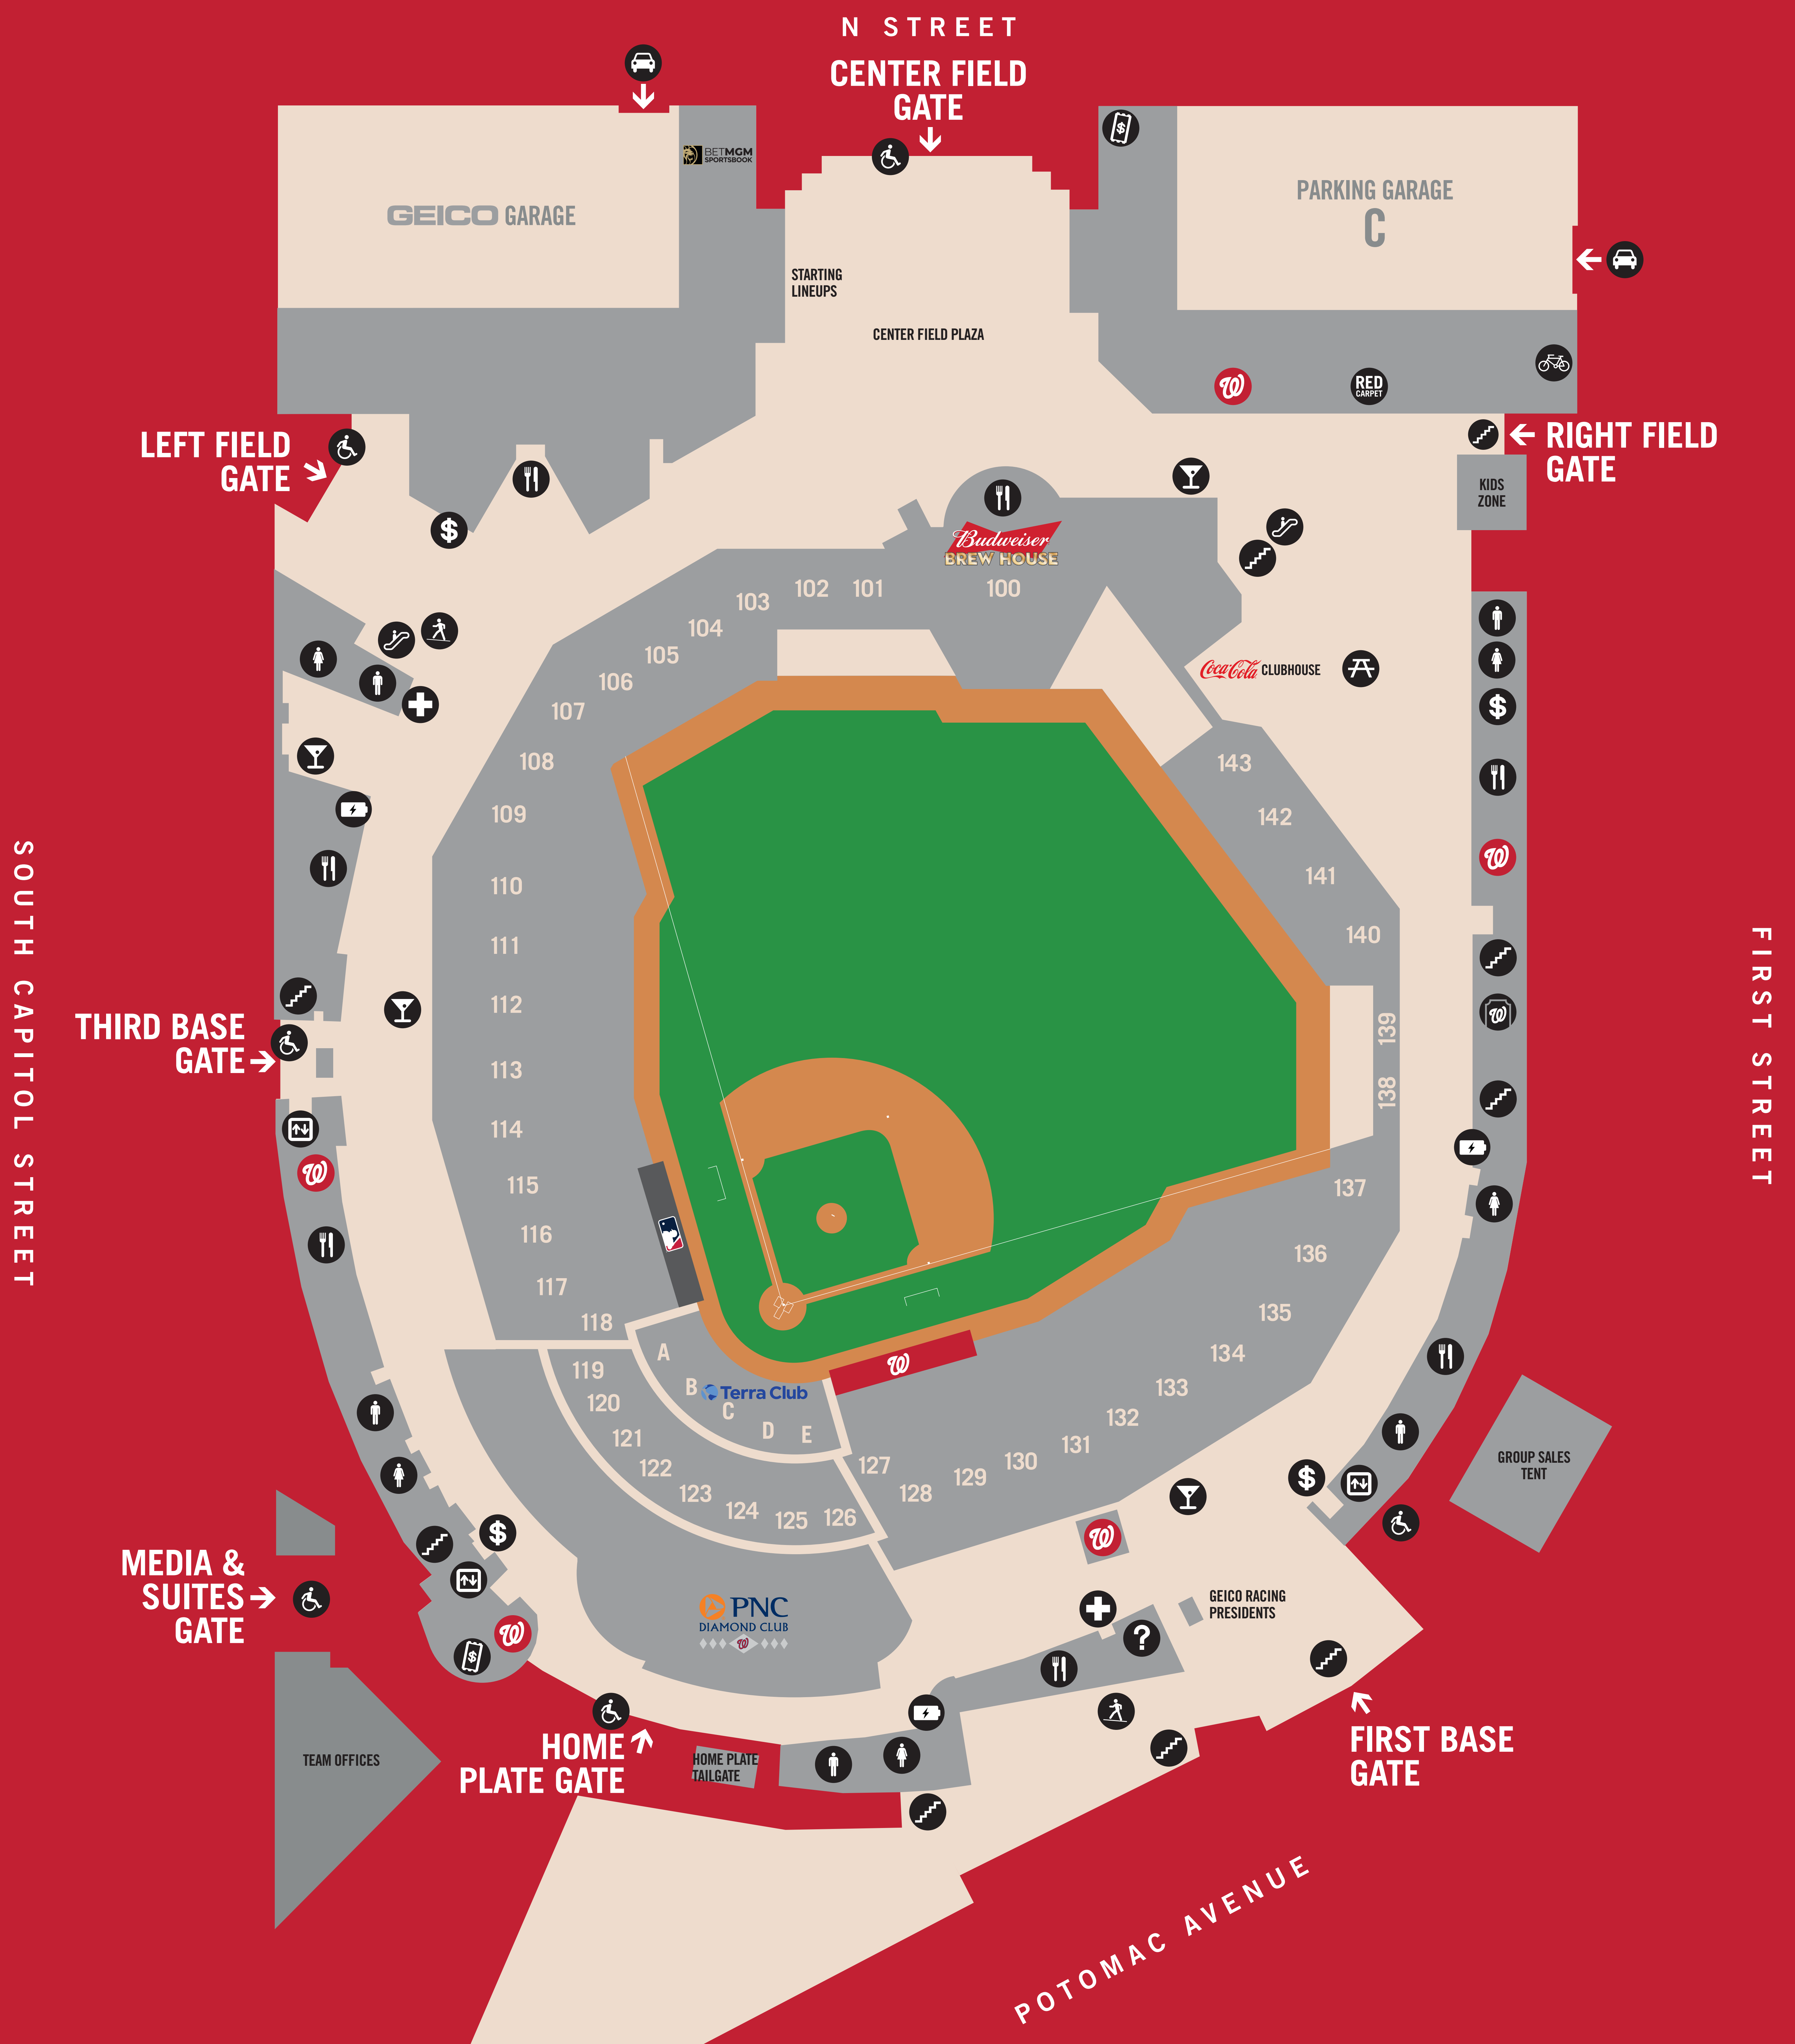 N STREET
CENTER FIELD
GATE
BETMGM
SPORTSBOOK
$
GEICO GARAGE
PARKING GARAGE
C
STARTING
LINEUPS
CENTER FIELD PLAZA
W
RED
CARPET
LEFT FIELD
GATE
RIGHT FIELD
GATE
KIDS
ZONE
$
Budweiser
BREW HOUSE
100
101
102
103
104
105
106
107
108
109
110
111
112
113
114
115
116
117
118
Coca-Cola CLUBHOUSE
$
W
143
142
141
140
139
138
137
136
135
134
133
132
131
130
129
128
127
W
SOUTH CAPITOL STREET
FIRST STREET
THIRD BASE
GATE
W
A
B
Terra Club
C
D
E
W
119
120
121
122
123
124
125
126
GROUP SALES
TENT
$
$
W
MEDIA &
SUITES
GATE
W
$
PNC
DIAMOND CLUB
W
GEICO RACING
PRESIDENTS
?
TEAM OFFICES
HOME
PLATE GATE
HOME PLATE
TAILGATE
FIRST BASE
GATE
POTOMAC AVENUE